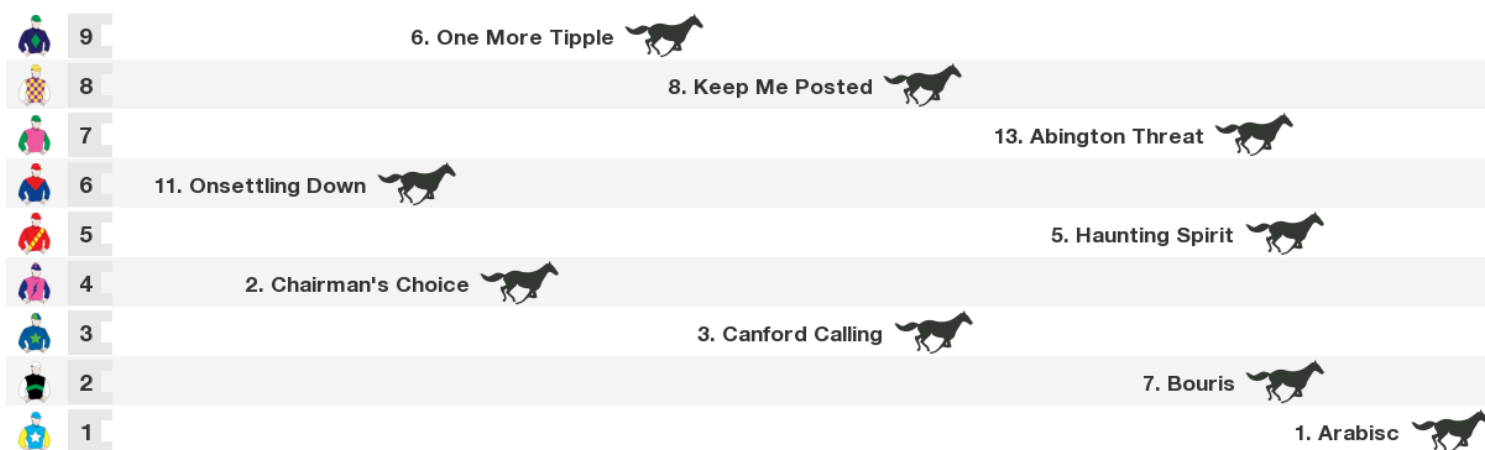 9 6. One More Tipple
8 8. Keep Me Posted
7 13. Abington Threat
6 11. Onsettling Down
5 5. Haunting Spirit
4 2. Chairman's Choice
3 3. Canford Calling
2 7. Bouris
1 1. Arabisc